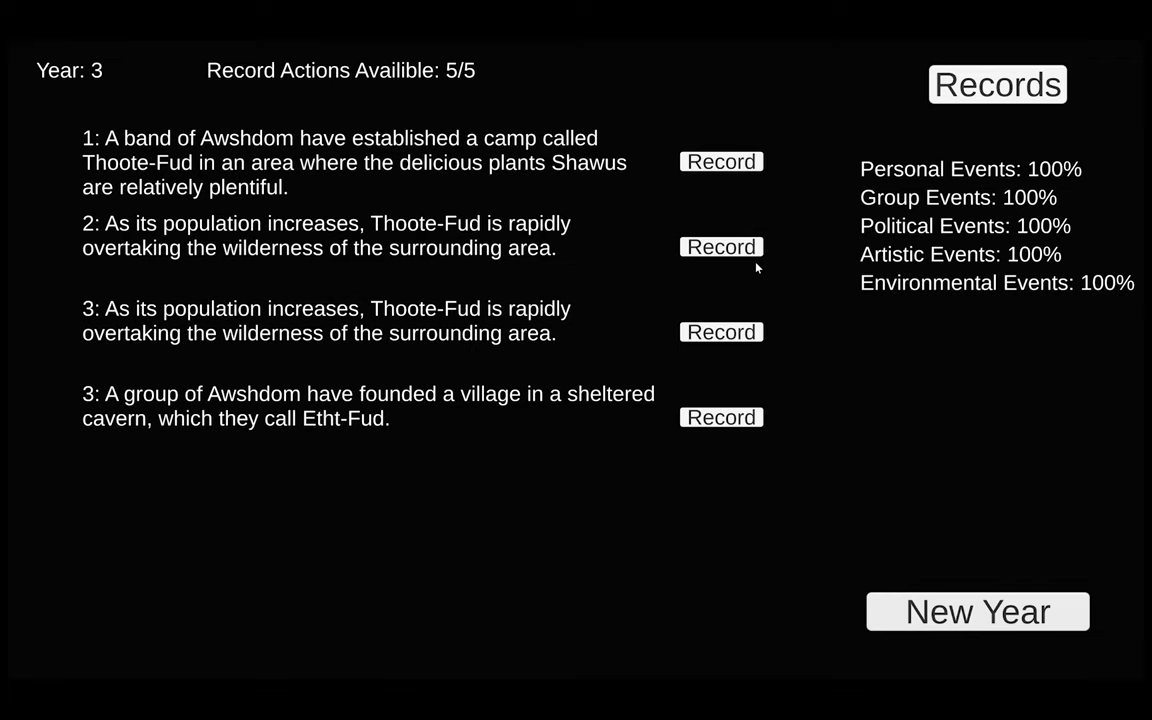 Year: 3
Record Actions Availible: 5/5
Records
1: A band of Awshdom have established a camp called
Thoote-Fud in an area where the delicious plants Shawus
are relatively plentiful.
Record
2: As its population increases, Thoote-Fud is rapidly
overtaking the wilderness of the surrounding area.
Record
3: As its population increases, Thoote-Fud is rapidly
overtaking the wilderness of the surrounding area.
Record
3: A group of Awshdom have founded a village in a sheltered
cavern, which they call Etht-Fud.
Record
Personal Events: 100%
Group Events: 100%
Political Events: 100%
Artistic Events: 100%
Environmental Events: 100%
New Year